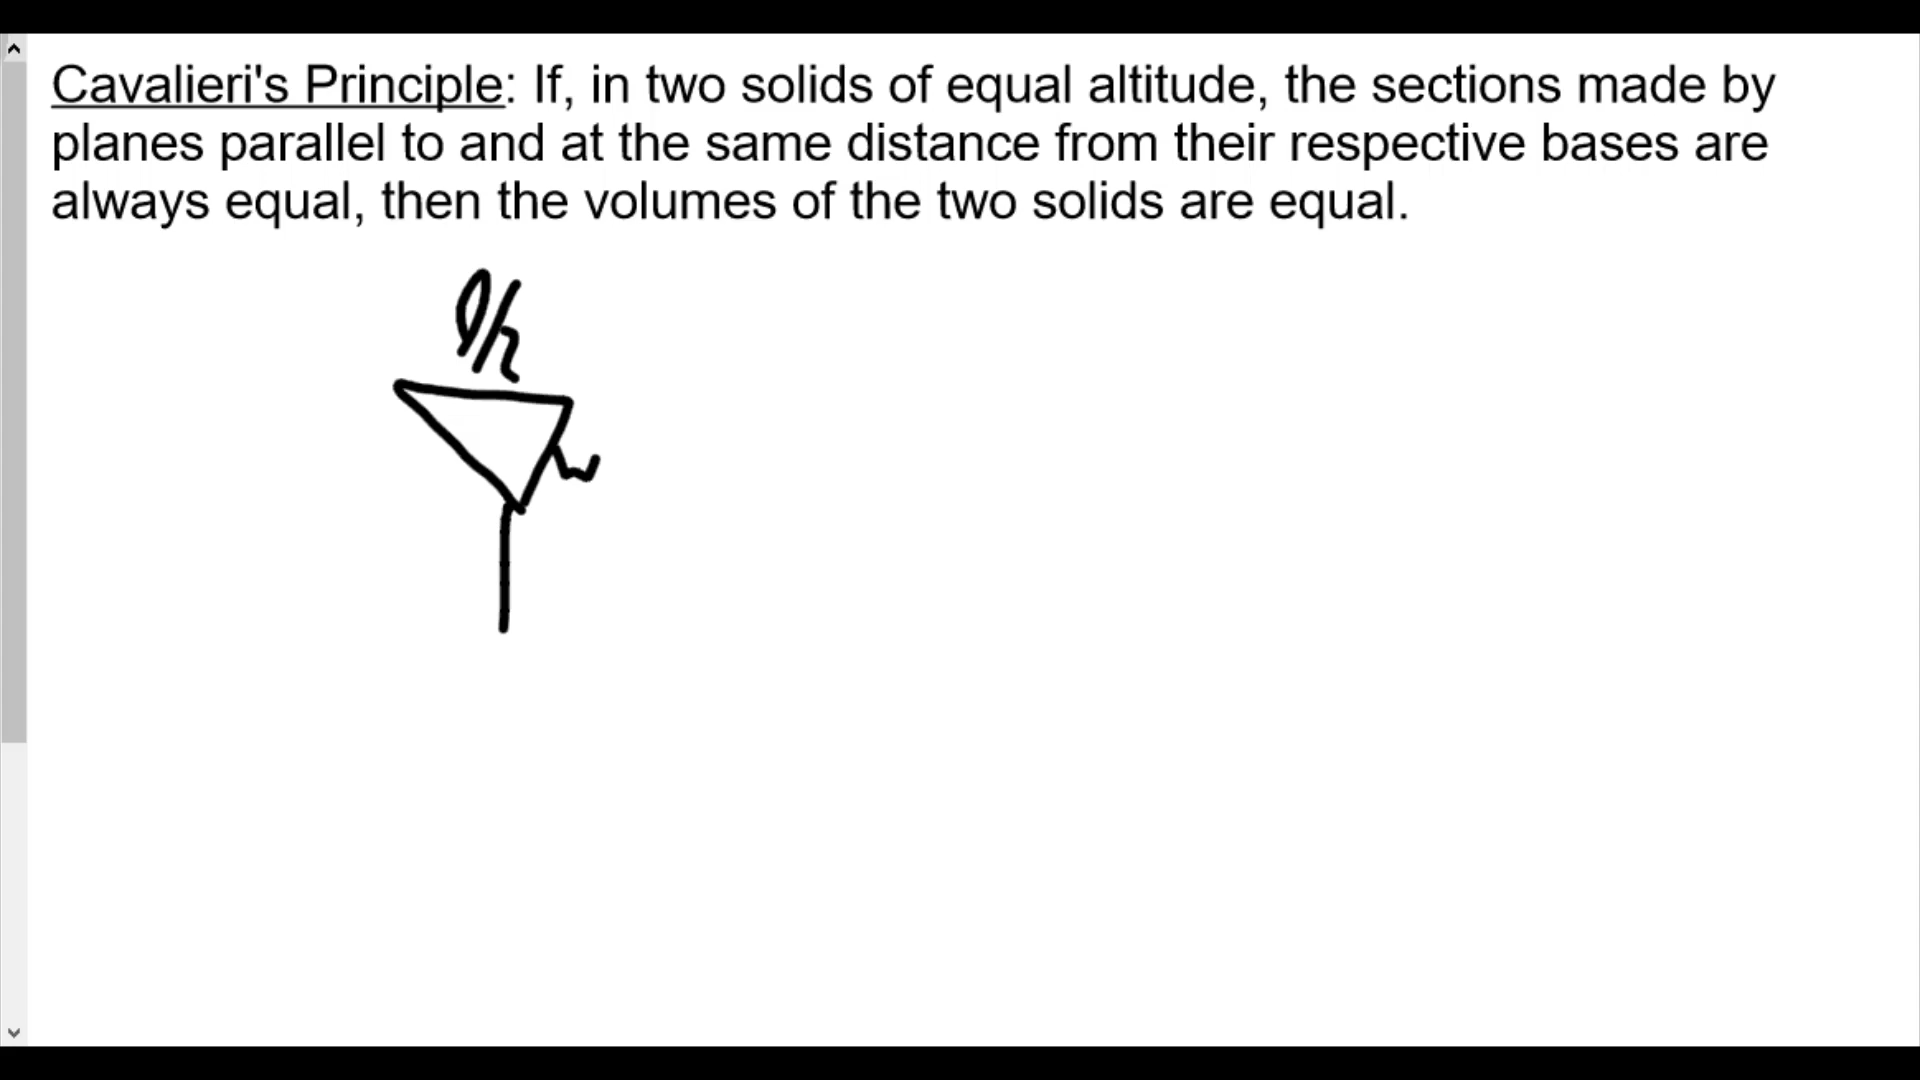 Cavalieri's Principle: If, in two solids of equal altitude, the sections made by
planes parallel to and at the same distance from their respective bases are
always equal, then the volumes of the two solids are equal.
l/2
w